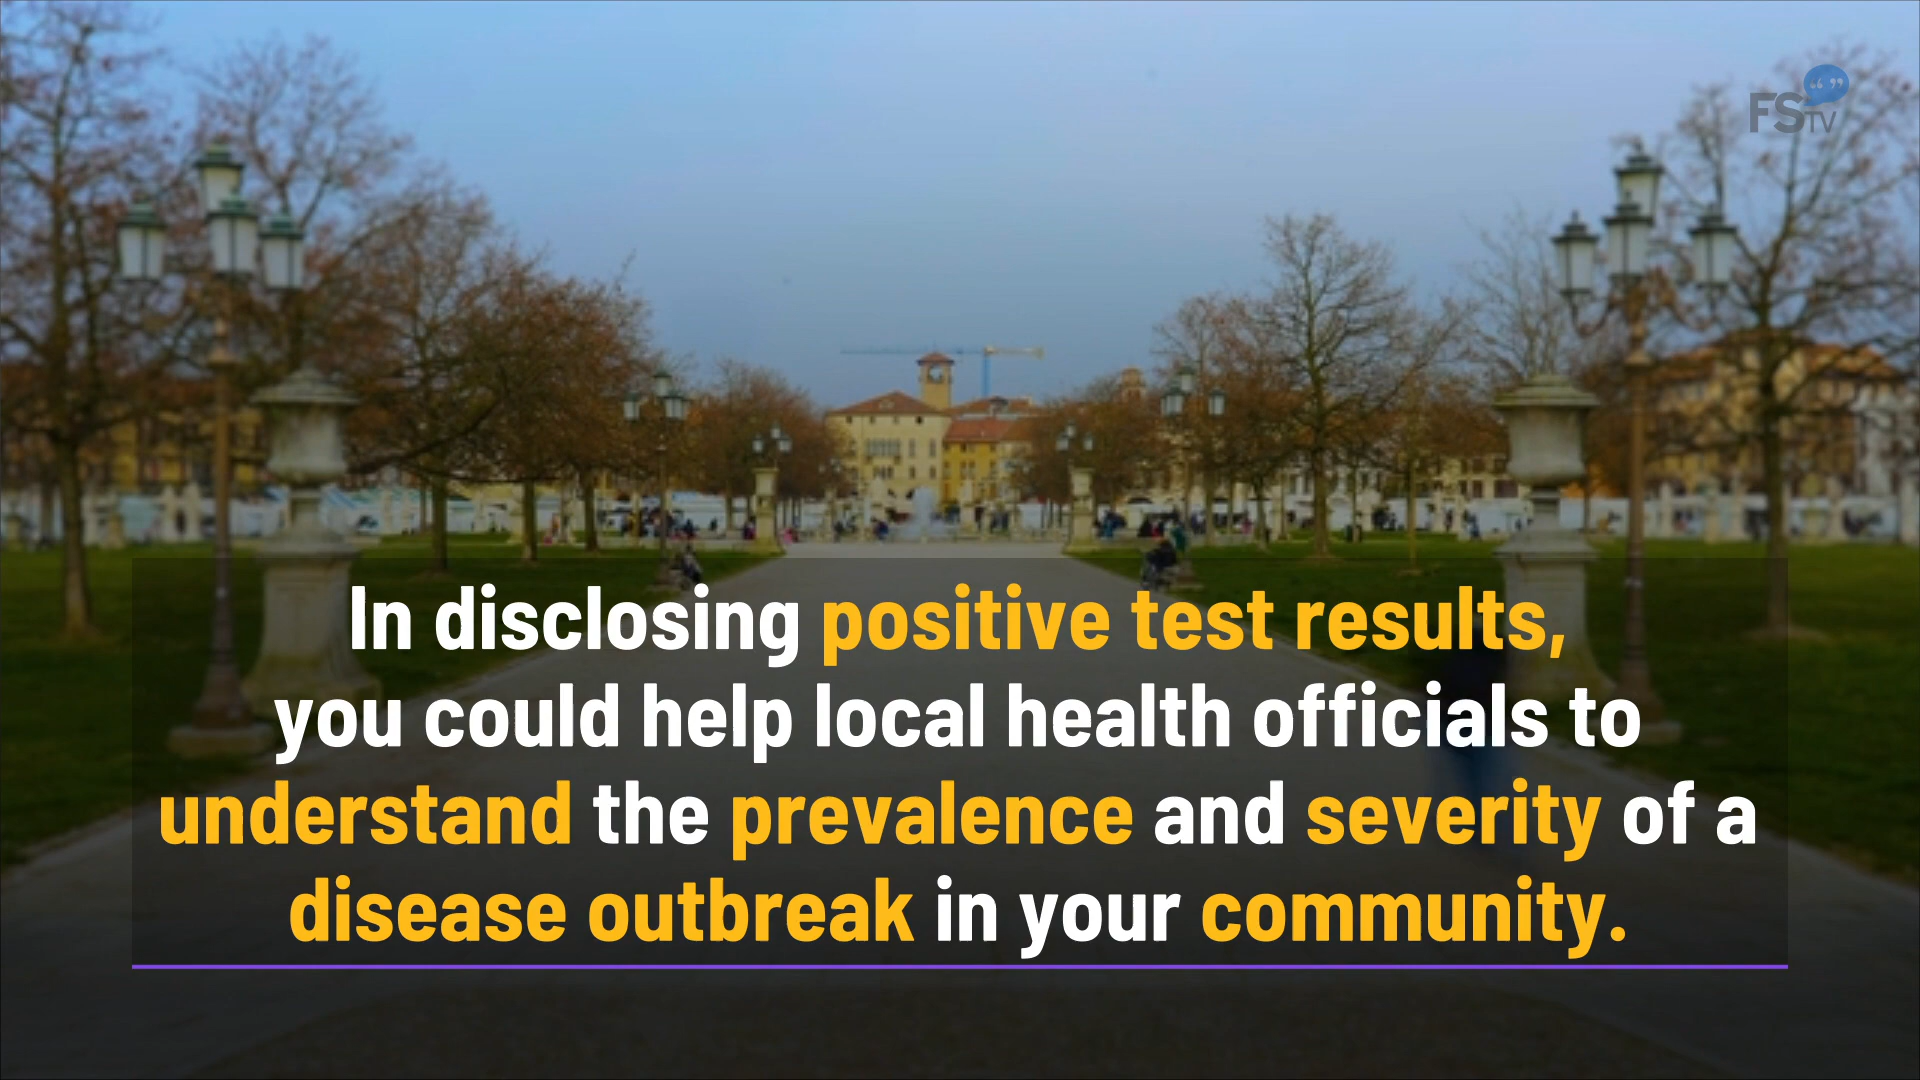 FSTV
In disclosing positive test results,
you could help local health officials to
understand the prevalence and severity of a
disease outbreak in your community.